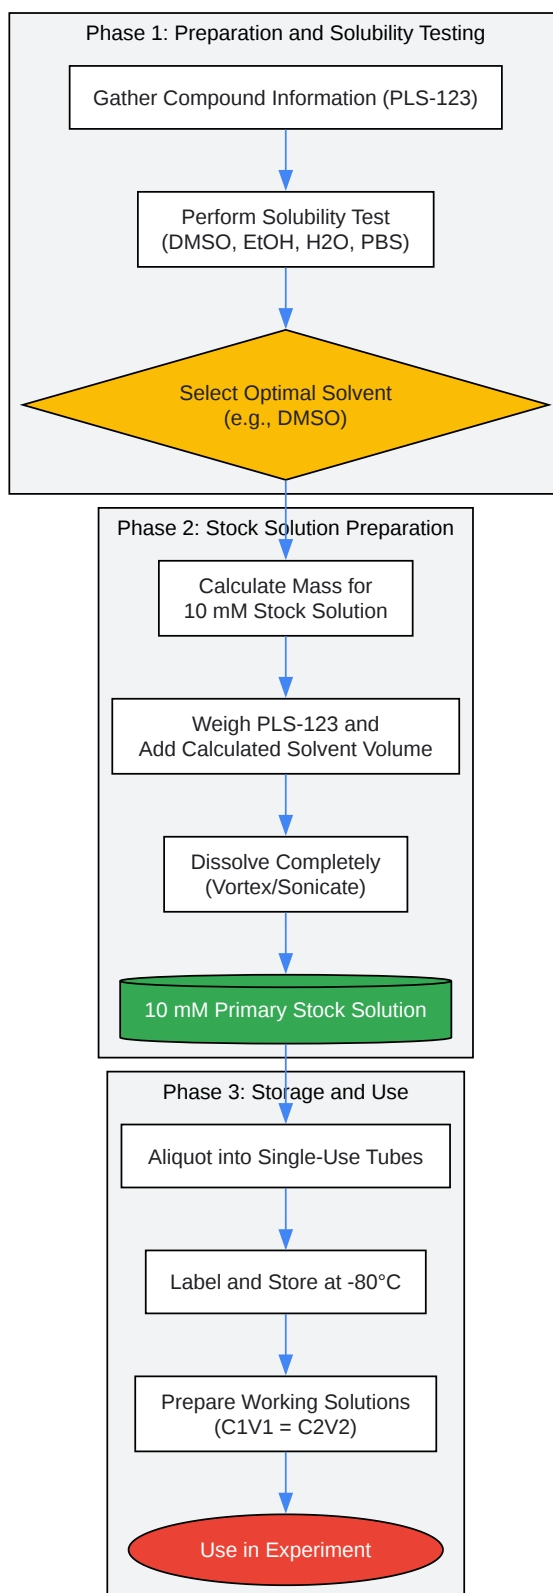 Phase 1: Preparation and Solubility Testing
Gather Compound Information (PLS-123)
Perform Solubility Test
(DMSO, EtOH, H2O, PBS)
Select Optimal Solvent
(e.g., DMSO)
Phase 2: Stock Solution Preparation
Calculate Mass for
10 mM Stock Solution
Weigh PLS-123 and
Add Calculated Solvent Volume
Dissolve Completely
(Vortex/Sonicate)
10 mM Primary Stock Solution
Phase 3: Storage and Use
Aliquot into Single-Use Tubes
Label and Store at -80°C
Prepare Working Solutions
(C1V1 = C2V2)
Use in Experiment